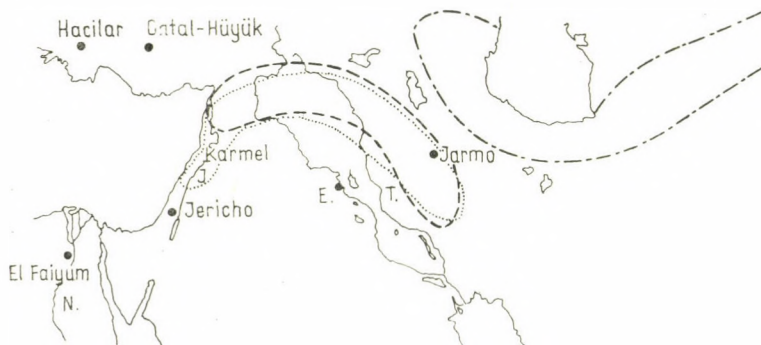 Hacilar
Catal-Hüyük
Karmel
J.
Jarmo
E.
T.
Jericho
El Faiyum
N.